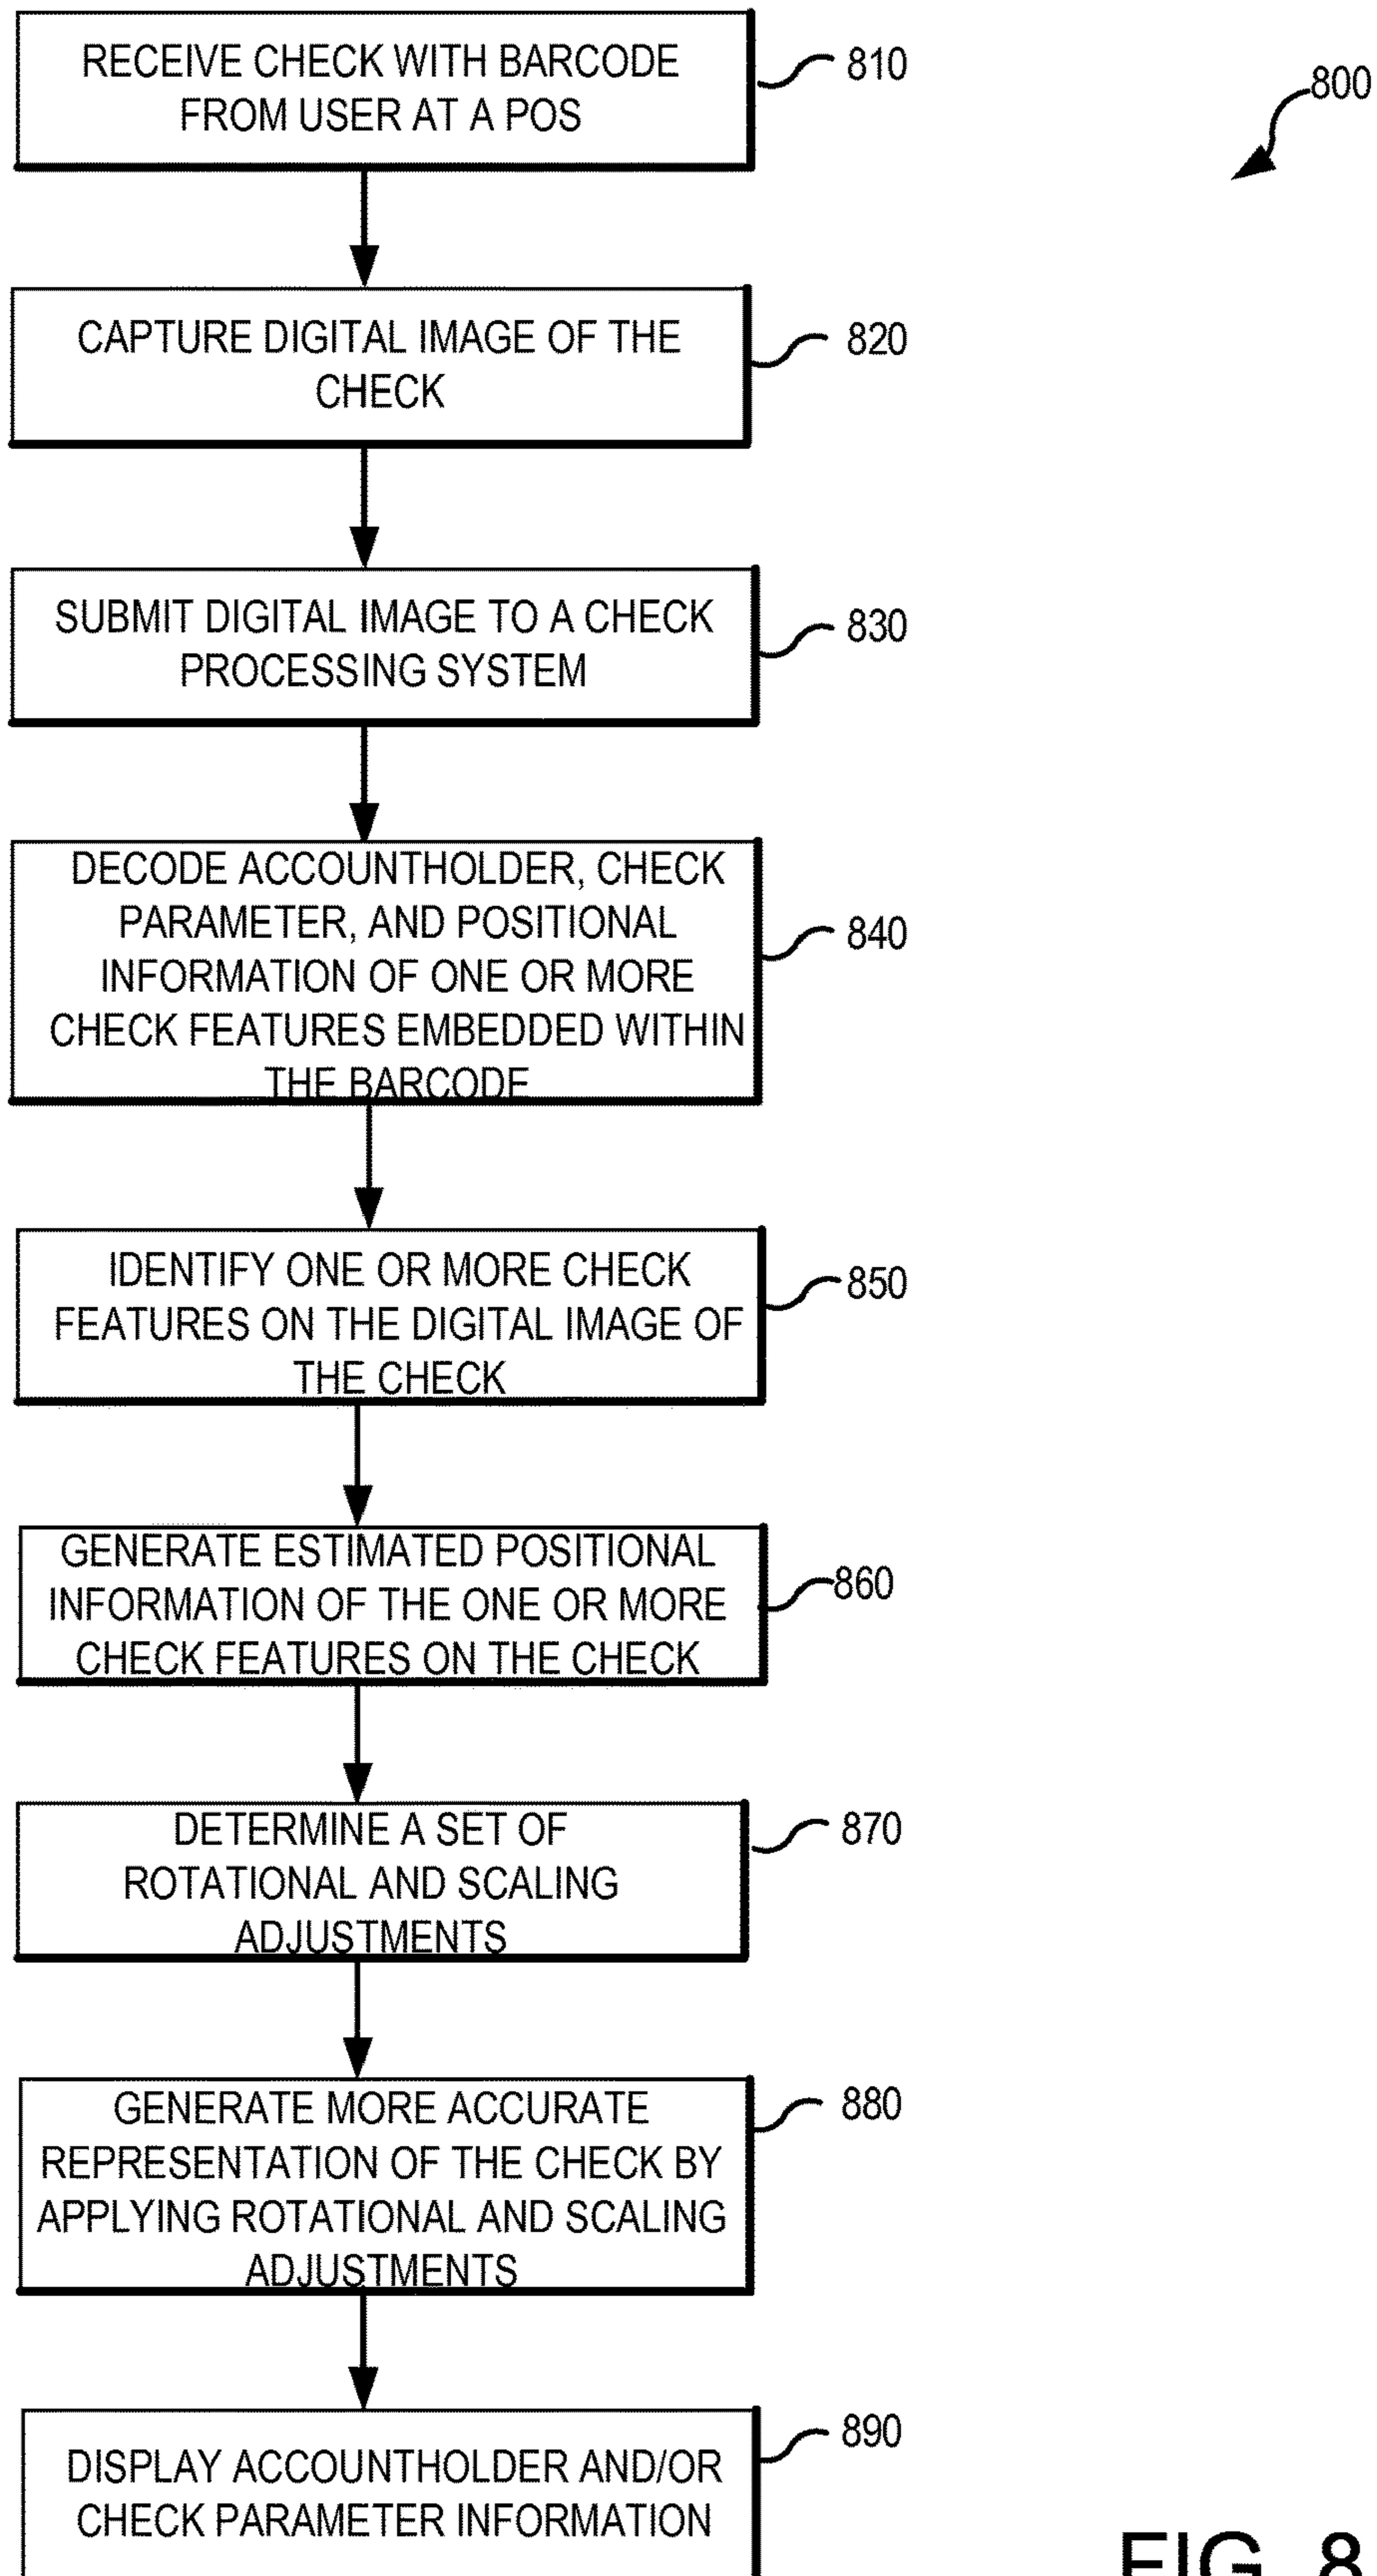 RECEIVE CHECK WITH BARCODE
FROM USER AT A POS
810
800
CAPTURE DIGITAL IMAGE OF THE
CHECK
820
SUBMIT DIGITAL IMAGE TO A CHECK
PROCESSING SYSTEM
830
DECODE ACCOUNTHOLDER, CHECK
PARAMETER, AND POSITIONAL
INFORMATION OF ONE OR MORE
CHECK FEATURES EMBEDDED WITHIN
THE BARCODE
840
IDENTIFY ONE OR MORE CHECK
FEATURES ON THE DIGITAL IMAGE OF
THE CHECK
850
GENERATE ESTIMATED POSITIONAL
INFORMATION OF THE ONE OR MORE
CHECK FEATURES ON THE CHECK
860
DETERMINE A SET OF
ROTATIONAL AND SCALING
ADJUSTMENTS
870
GENERATE MORE ACCURATE
REPRESENTATION OF THE CHECK BY
APPLYING ROTATIONAL AND SCALING
ADJUSTMENTS
880
DISPLAY ACCOUNTHOLDER AND/OR
CHECK PARAMETER INFORMATION
890
FIG. 8